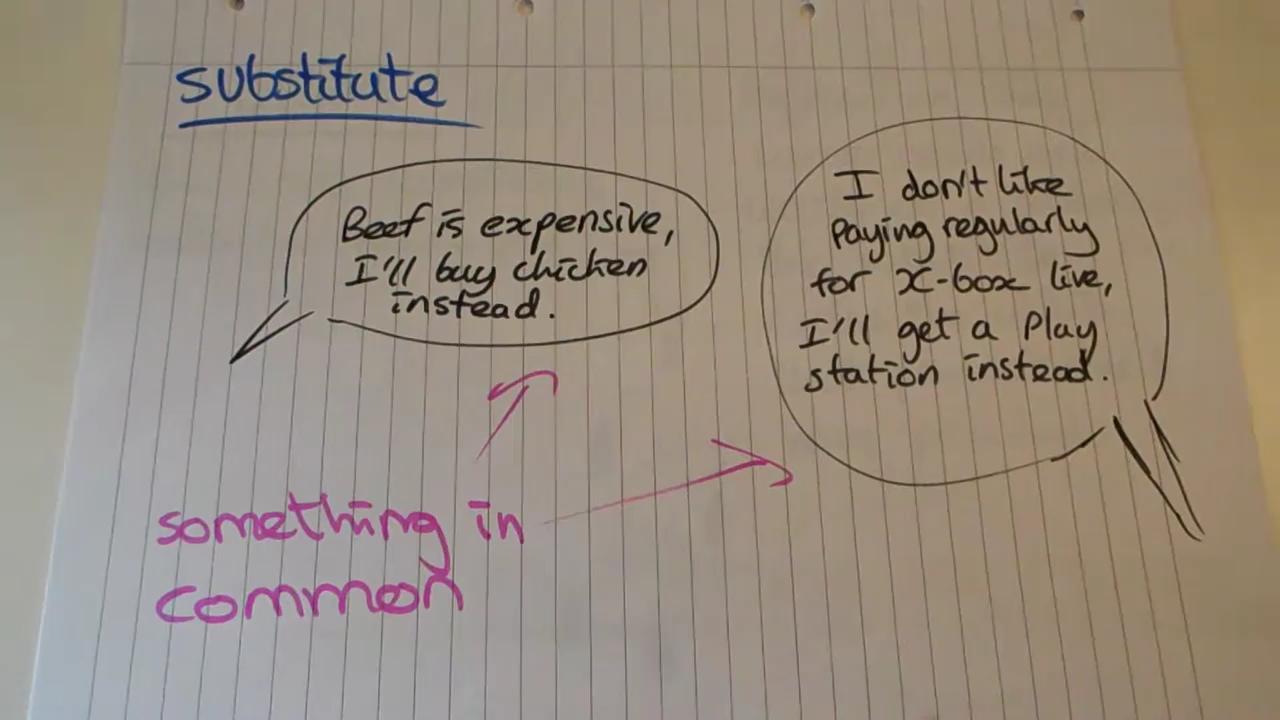 substitute
Beef is expensive,
I'll buy chicken
instead.
I don't like
paying regularly
for X-box live,
I'll get a Play
station instead.
something in
common